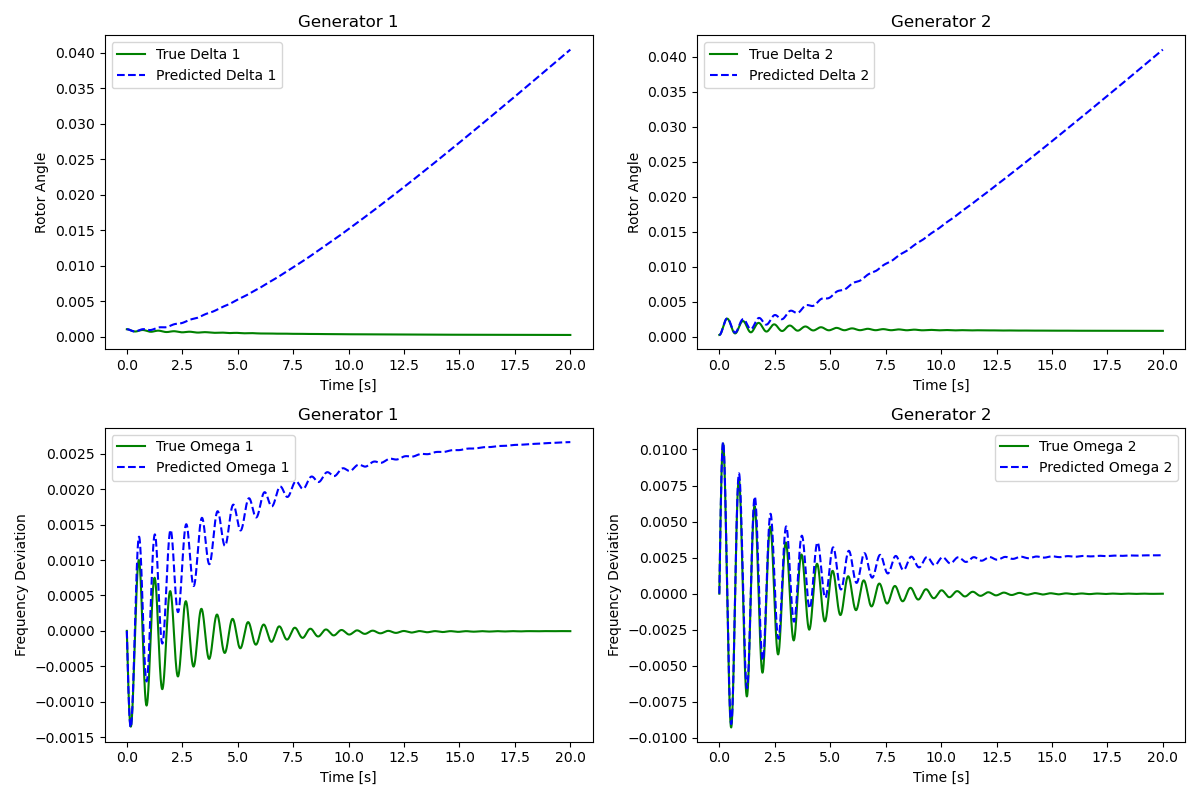 Generator 1
True Delta 1
Predicted Delta 1
0.040
0.035
0.030
0.025
0.020
0.015
0.010
0.005
0.000
Rotor Angle
0.0 2.5 5.0 7.5 10.0 12.5 15.0 17.5 20.0
Time [s]
Generator 2
True Delta 2
Predicted Delta 2
0.040
0.035
0.030
0.025
0.020
0.015
0.010
0.005
0.000
Rotor Angle
0.0 2.5 5.0 7.5 10.0 12.5 15.0 17.5 20.0
Time [s]
Generator 1
True Omega 1
Predicted Omega 1
0.0025
0.0020
0.0015
0.0010
0.0005
0.0000
−0.0005
−0.0010
−0.0015
Frequency Deviation
0.0 2.5 5.0 7.5 10.0 12.5 15.0 17.5 20.0
Time [s]
Generator 2
True Omega 2
Predicted Omega 2
0.0100
0.0075
0.0050
0.0025
0.0000
−0.0025
−0.0050
−0.0075
−0.0100
Frequency Deviation
0.0 2.5 5.0 7.5 10.0 12.5 15.0 17.5 20.0
Time [s]